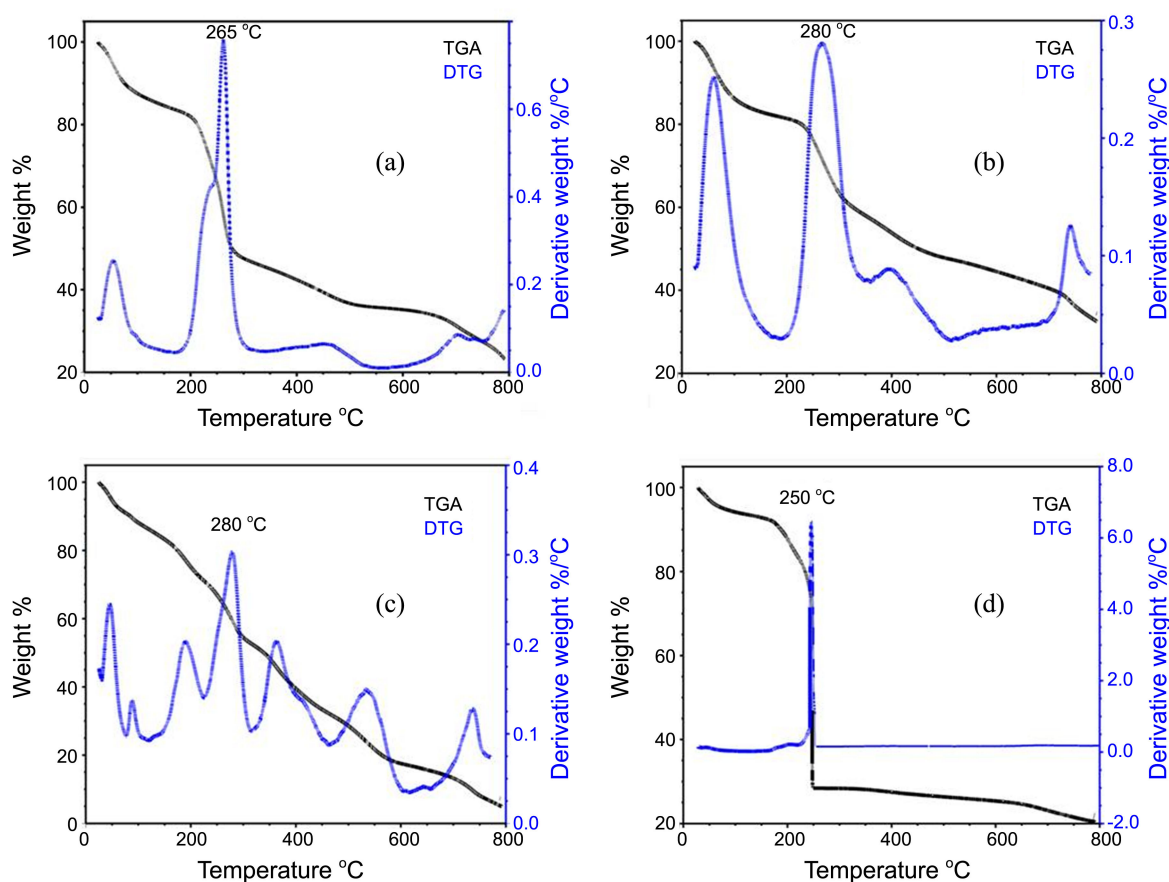 265 °C
TGA
DTG
(a)
100
80
60
40
20
Weight %
0.6
0.4
0.2
0.0
Derivative weight %/°C
0 200 400 600 800
Temperature °C
280 °C
TGA
DTG
(b)
100
80
60
40
20
Weight %
0.3
0.2
0.1
0.0
Derivative weight %/°C
0 200 400 600 800
Temperature °C
280 °C
TGA
DTG
(c)
100
80
60
40
20
0
Weight %
0.4
0.3
0.2
0.1
0.0
Derivative weight %/°C
0 200 400 600 800
Temperature °C
250 °C
TGA
DTG
(d)
100
80
60
40
20
Weight %
8.0
6.0
4.0
2.0
0.0
-2.0
Derivative weight %/°C
0 200 400 600 800
Temperature °C